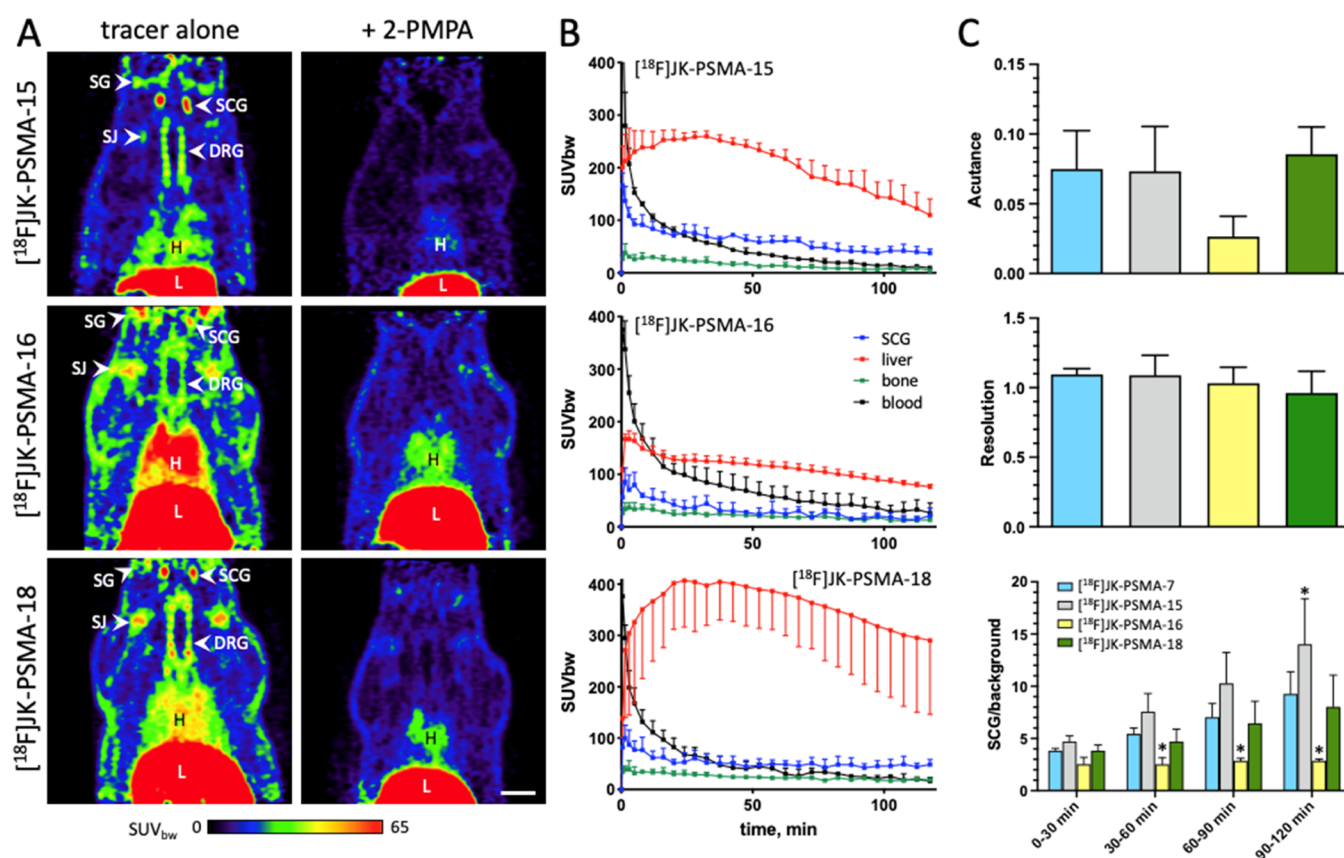 A
tracer alone
+ 2-PMPA
[¹⁸F]JK-PSMA-15
SG
SCG
SJ
DRG
H
L
H
L
[¹⁸F]JK-PSMA-16
SG
SCG
SJ
DRG
H
L
H
L
[¹⁸F]JK-PSMA-18
SG
SCG
SJ
DRG
H
L
H
L
SUVbw 0 65
B
[¹⁸F]JK-PSMA-15
SUVbw
400
300
200
100
0
0 50 100
[¹⁸F]JK-PSMA-16
SCG
liver
bone
blood
SUVbw
400
300
200
100
0
0 50 100
[¹⁸F]JK-PSMA-18
SUVbw
400
300
200
100
0
0 50 100
time, min
C
Acutance
0.10
0.05
0.00
Resolution
1.5
1.0
0.5
0.0
SCG/background
20
15
10
5
0
[¹⁸F]JK-PSMA-7
[¹⁸F]JK-PSMA-15
[¹⁸F]JK-PSMA-16
[¹⁸F]JK-PSMA-18
* * * *
0-30 min
30-60 min
60-90 min
90-120 min